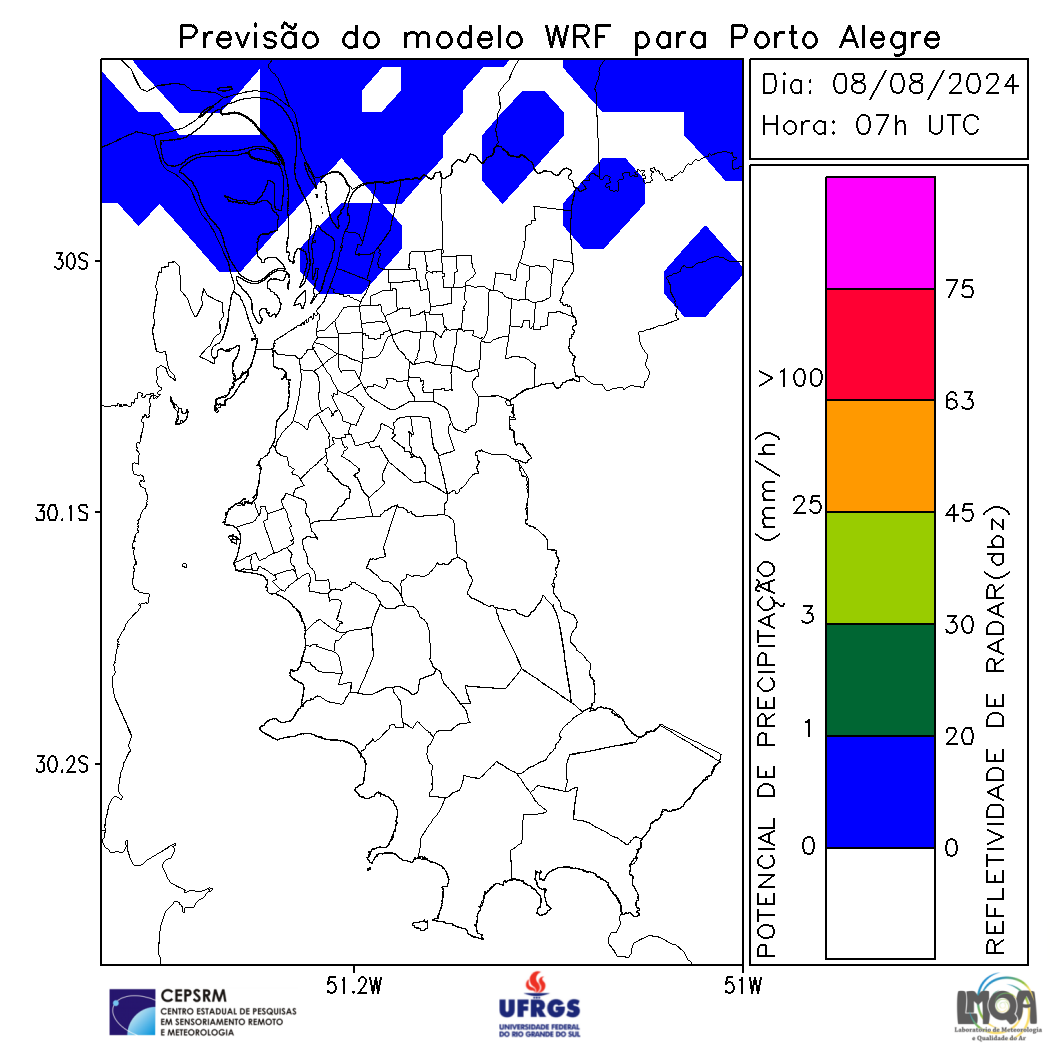 Previsão do modelo WRF para Porto Alegre
Dia: 08/08/2024
Hora: 07h UTC
30S
30.1S
30.2S
51.2W
51W
POTENCIAL DE PRECIPITAÇÃO (mm/h)
>100
25
3
1
0
75
63
45
30
20
0
REFLETIVIDADE DE RADAR(dbz)
CEPSRM
CENTRO ESTADUAL DE PESQUISAS
EM SENSORIAMENTO REMOTO
E METEOROLOGIA
UFRGS
UNIVERSIDADE FEDERAL
DO RIO GRANDE DO SUL
LMQA
Laboratório de Meteorologia
e Qualidade do Ar